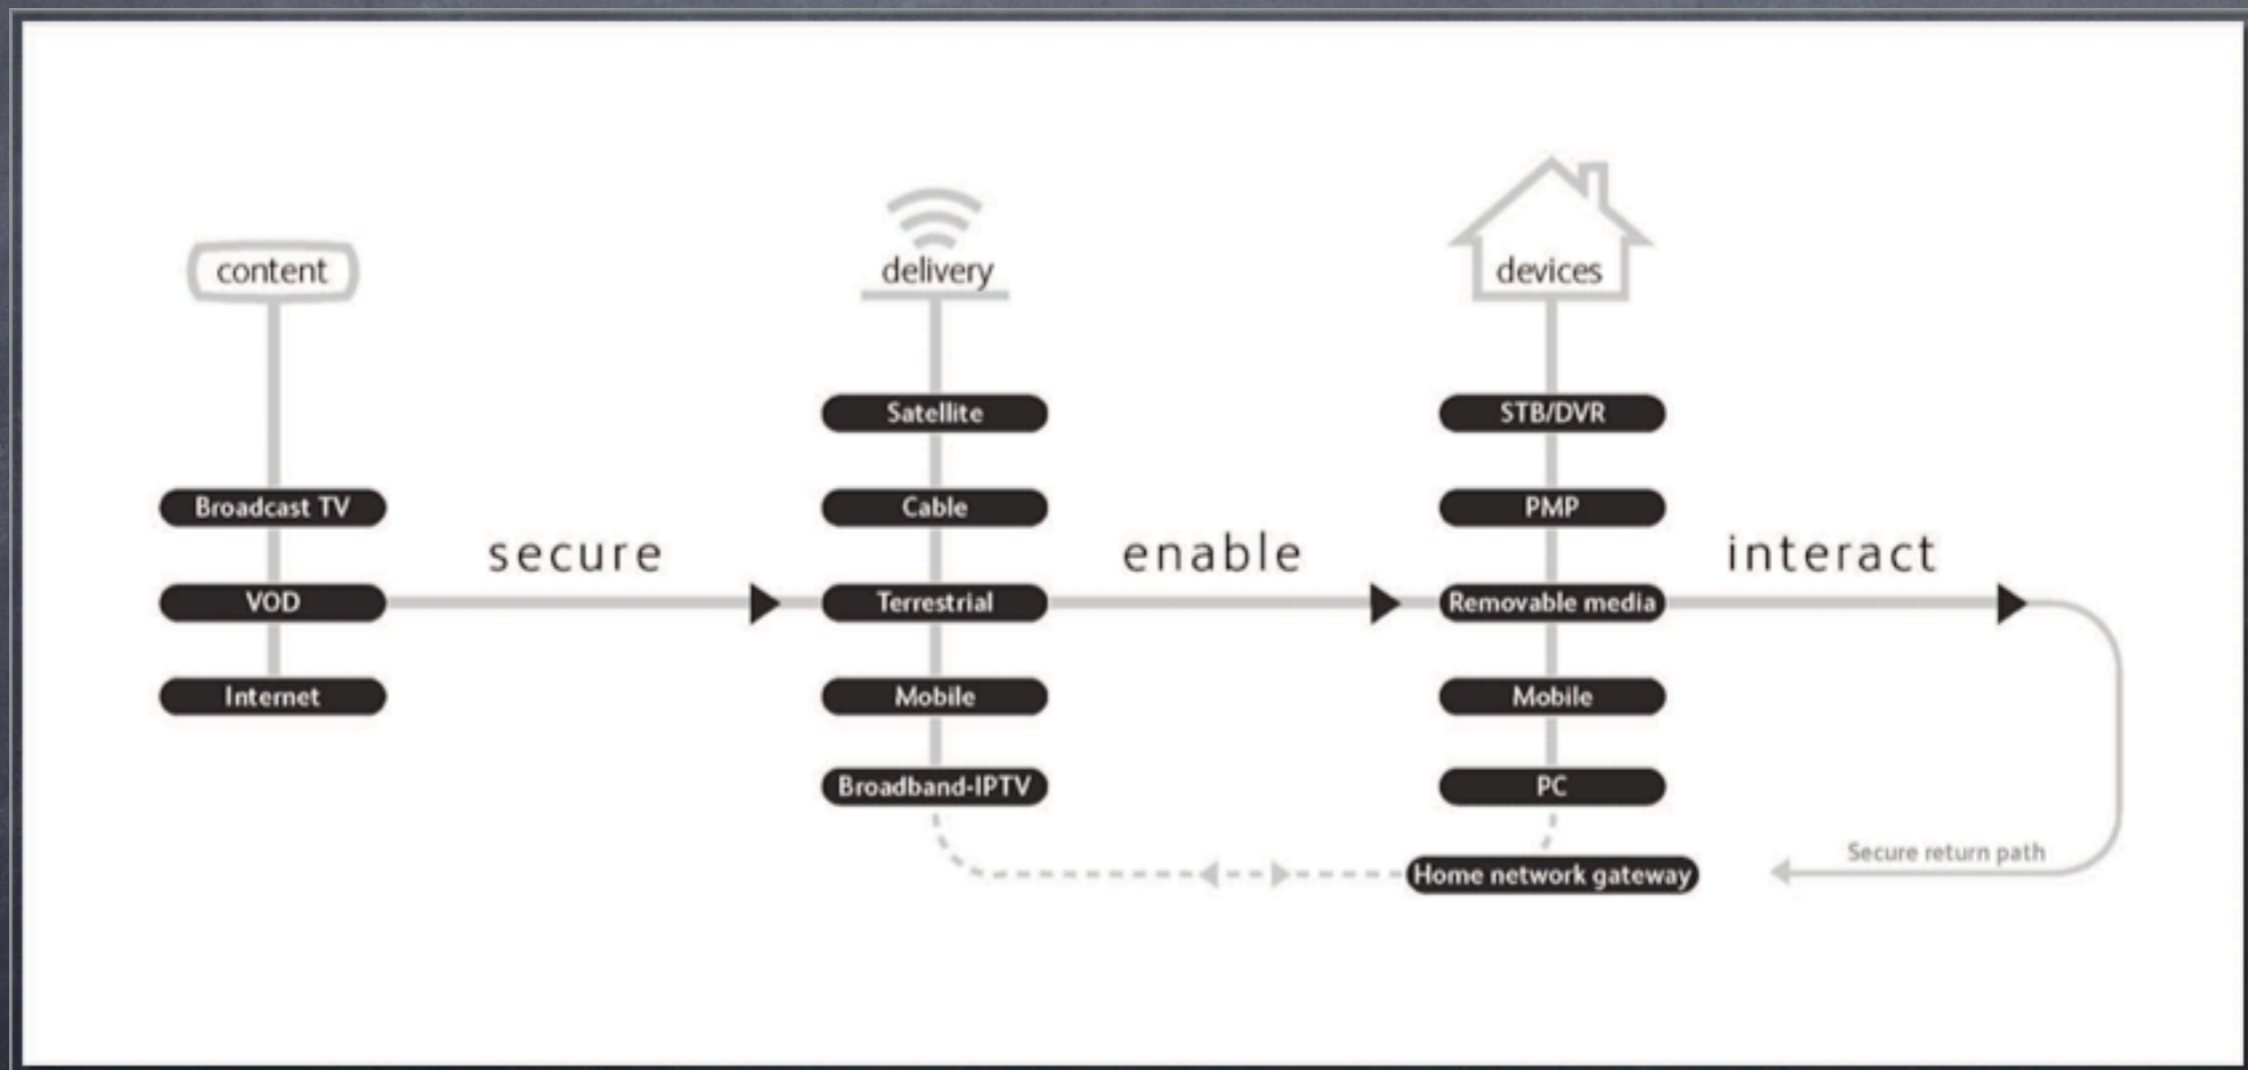 content
delivery
devices
Satellite
STB/DVR
Broadcast TV
Cable
PMP
secure
enable
interact
VOD
Terrestrial
Removable media
Internet
Mobile
Mobile
Broadband-IPTV
PC
Secure return path
Home network gateway